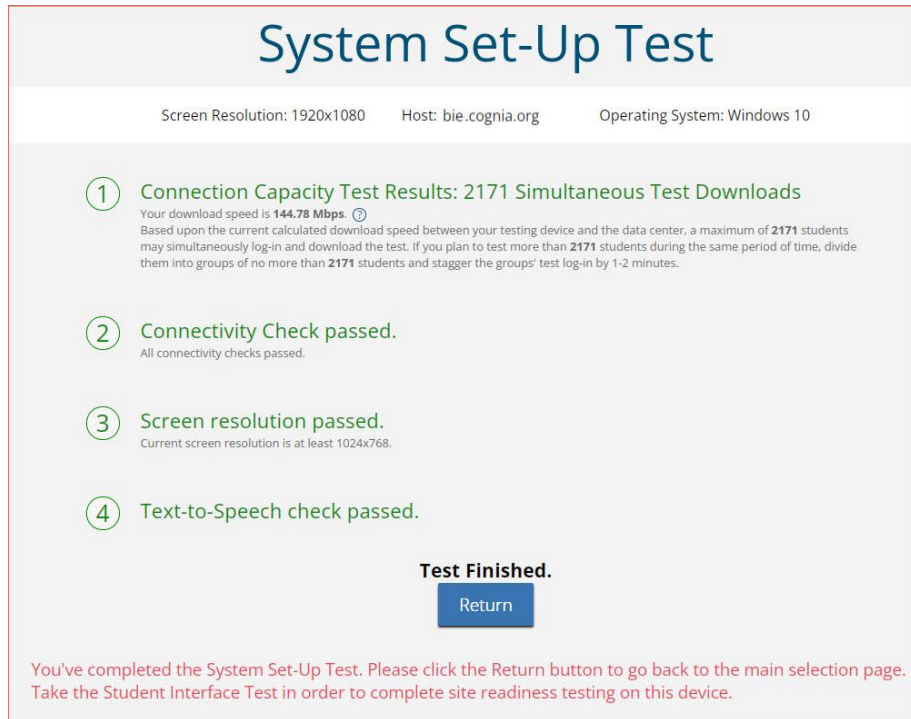 System Set-Up Test
Screen Resolution: 1920x1080 Host: bie.cognia.org Operating System: Windows 10
1 Connection Capacity Test Results: 2171 Simultaneous Test Downloads
Your download speed is 144.78 Mbps. ?
Based upon the current calculated download speed between your testing device and the data center, a maximum of 2171 students
may simultaneously log-in and download the test. If you plan to test more than 2171 students during the same period of time, divide
them into groups of no more than 2171 students and stagger the groups' test log-in by 1-2 minutes.
2 Connectivity Check passed.
All connectivity checks passed.
3 Screen resolution passed.
Current screen resolution is at least 1024x768.
4 Text-to-Speech check passed.
Test Finished.
Return
You've completed the System Set-Up Test. Please click the Return button to go back to the main selection page.
Take the Student Interface Test in order to complete site readiness testing on this device.